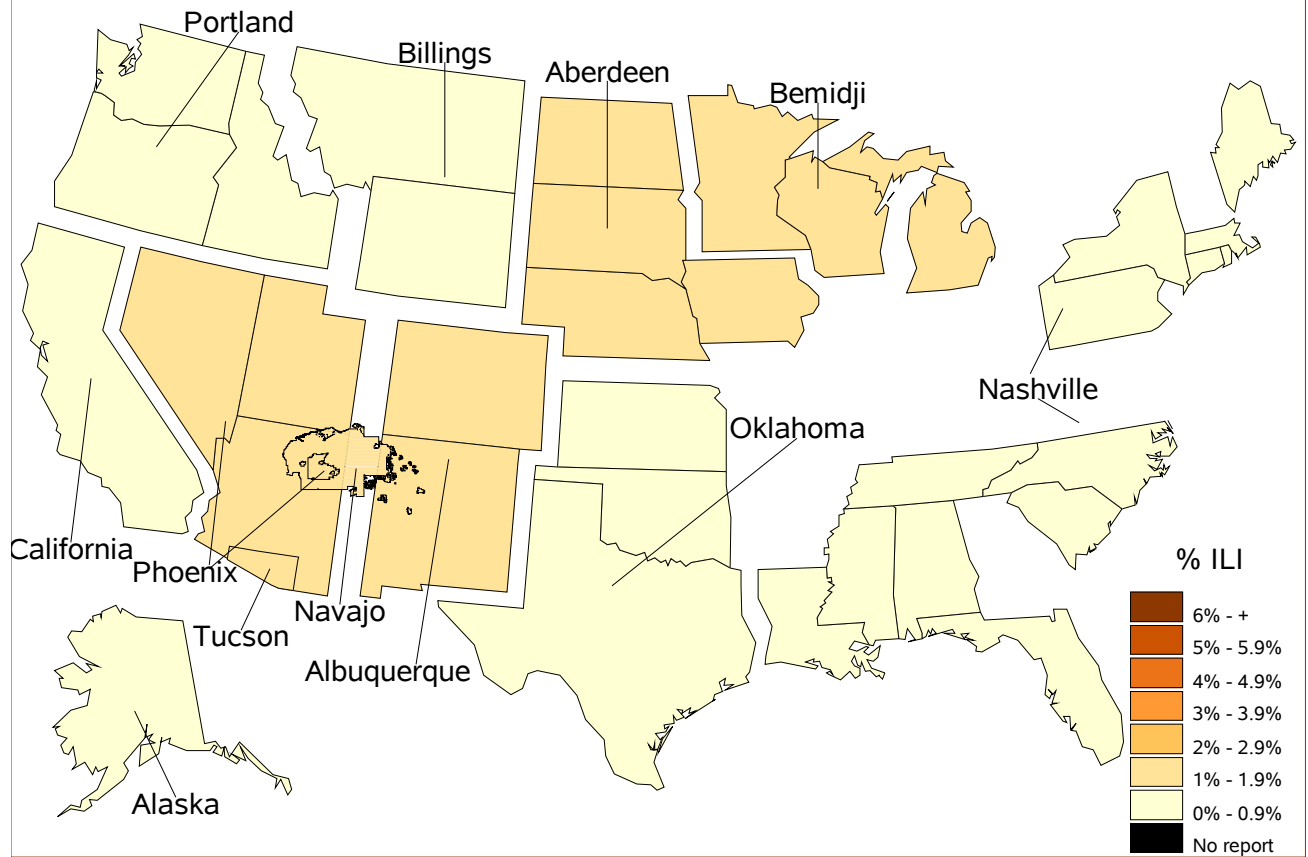 Portland
Billings
Aberdeen
Bemidji
Nashville
Oklahoma
California
Phoenix
Navajo
Tucson
Albuquerque
Alaska
% ILI
6% - +
5% - 5.9%
4% - 4.9%
3% - 3.9%
2% - 2.9%
1% - 1.9%
0% - 0.9%
No report